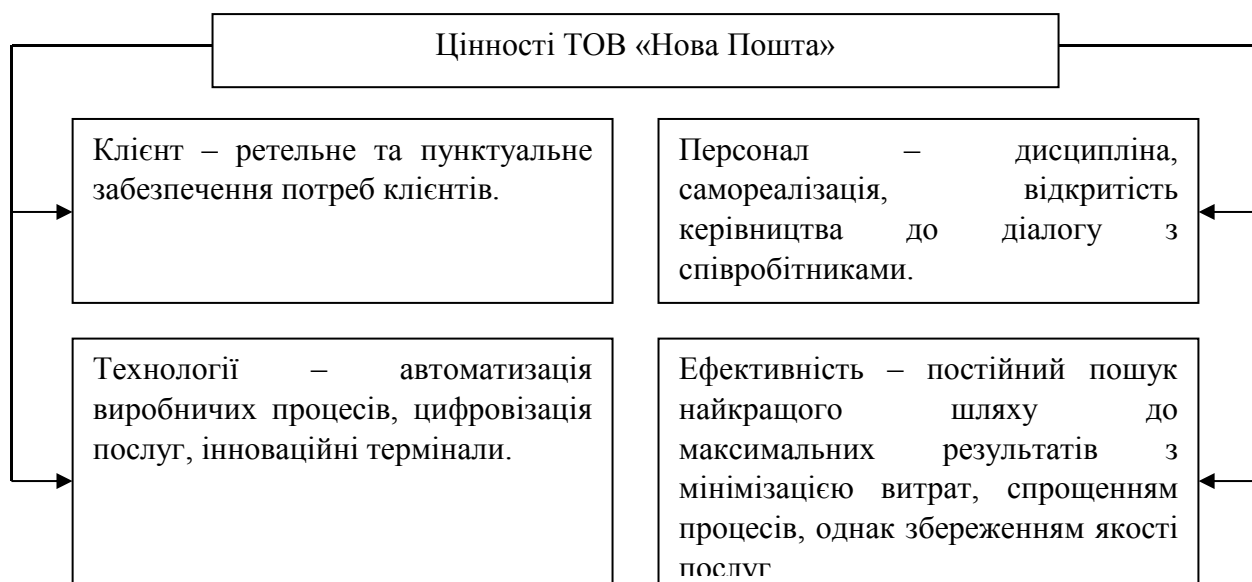 Цінності ТОВ «Нова Пошта»
Клієнт – ретельне та пунктуальне
забезпечення потреб клієнтів.
Персонал – дисципліна,
самореалізація, відкритість
керівництва до діалогу з
співробітниками.
Технології – автоматизація
виробничих процесів, цифровізація
послуг, інноваційні термінали.
Ефективність – постійний пошук
найкращого шляху до
максимальних результатів з
мінімізацією витрат, спрощенням
процесів, однак збереженням якості
послуг